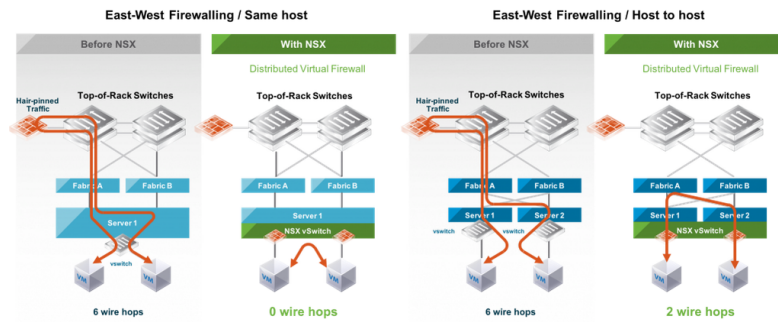 East-West Firewalling / Same host
East-West Firewalling / Host to host
Before NSX
With NSX
Before NSX
With NSX
Distributed Virtual Firewall
Distributed Virtual Firewall
Hair-pinned
Traffic
Top-of-Rack Switches
Top-of-Rack Switches
Hair-pinned
Traffic
Top-of-Rack Switches
Top-of-Rack Switches
Fabric A
Fabric B
Fabric A
Fabric B
Fabric A
Fabric B
Fabric A
Fabric B
Server 1
Server 1
Server 1
Server 2
Server 1
Server 2
NSX vSwitch
NSX vSwitch
vswitch
vswitch
vswitch
VM
VM
VM
VM
VM
VM
VM
VM
6 wire hops
0 wire hops
6 wire hops
2 wire hops